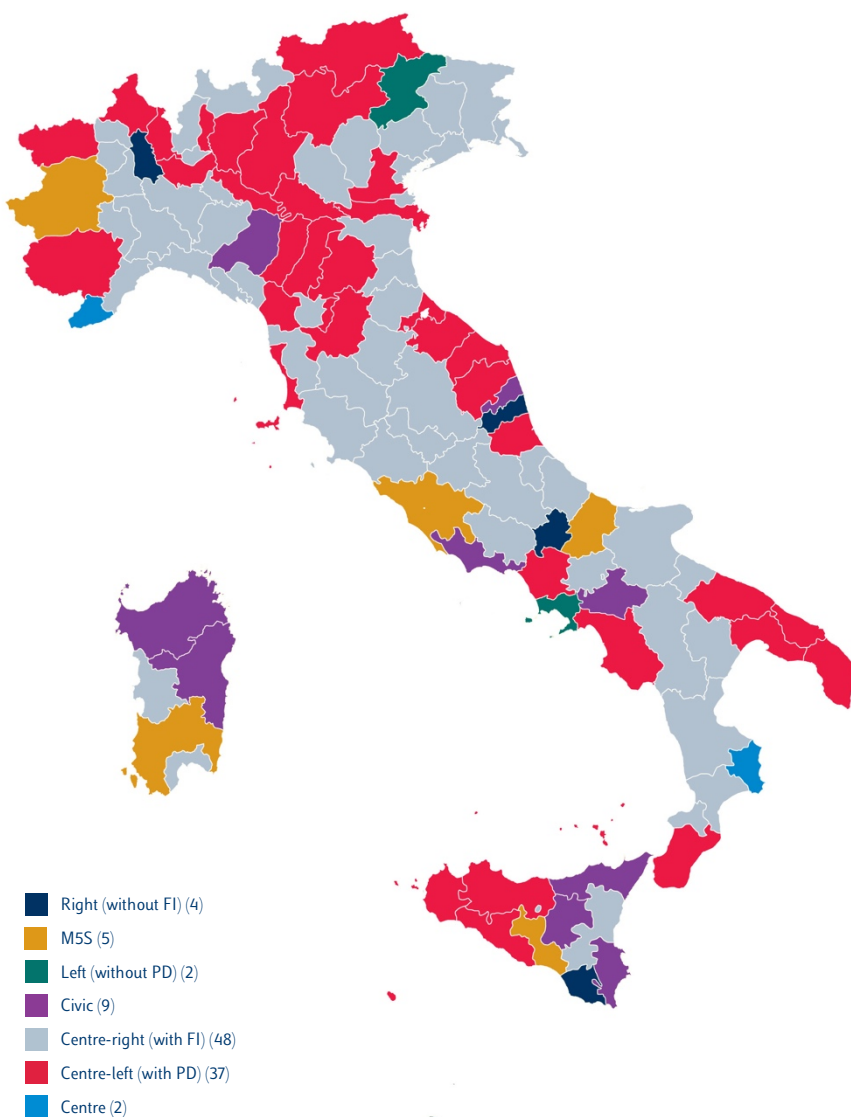 Right (without FI) (4)
M5S (5)
Left (without PD) (2)
Civic (9)
Centre-right (with FI) (48)
Centre-left (with PD) (37)
Centre (2)